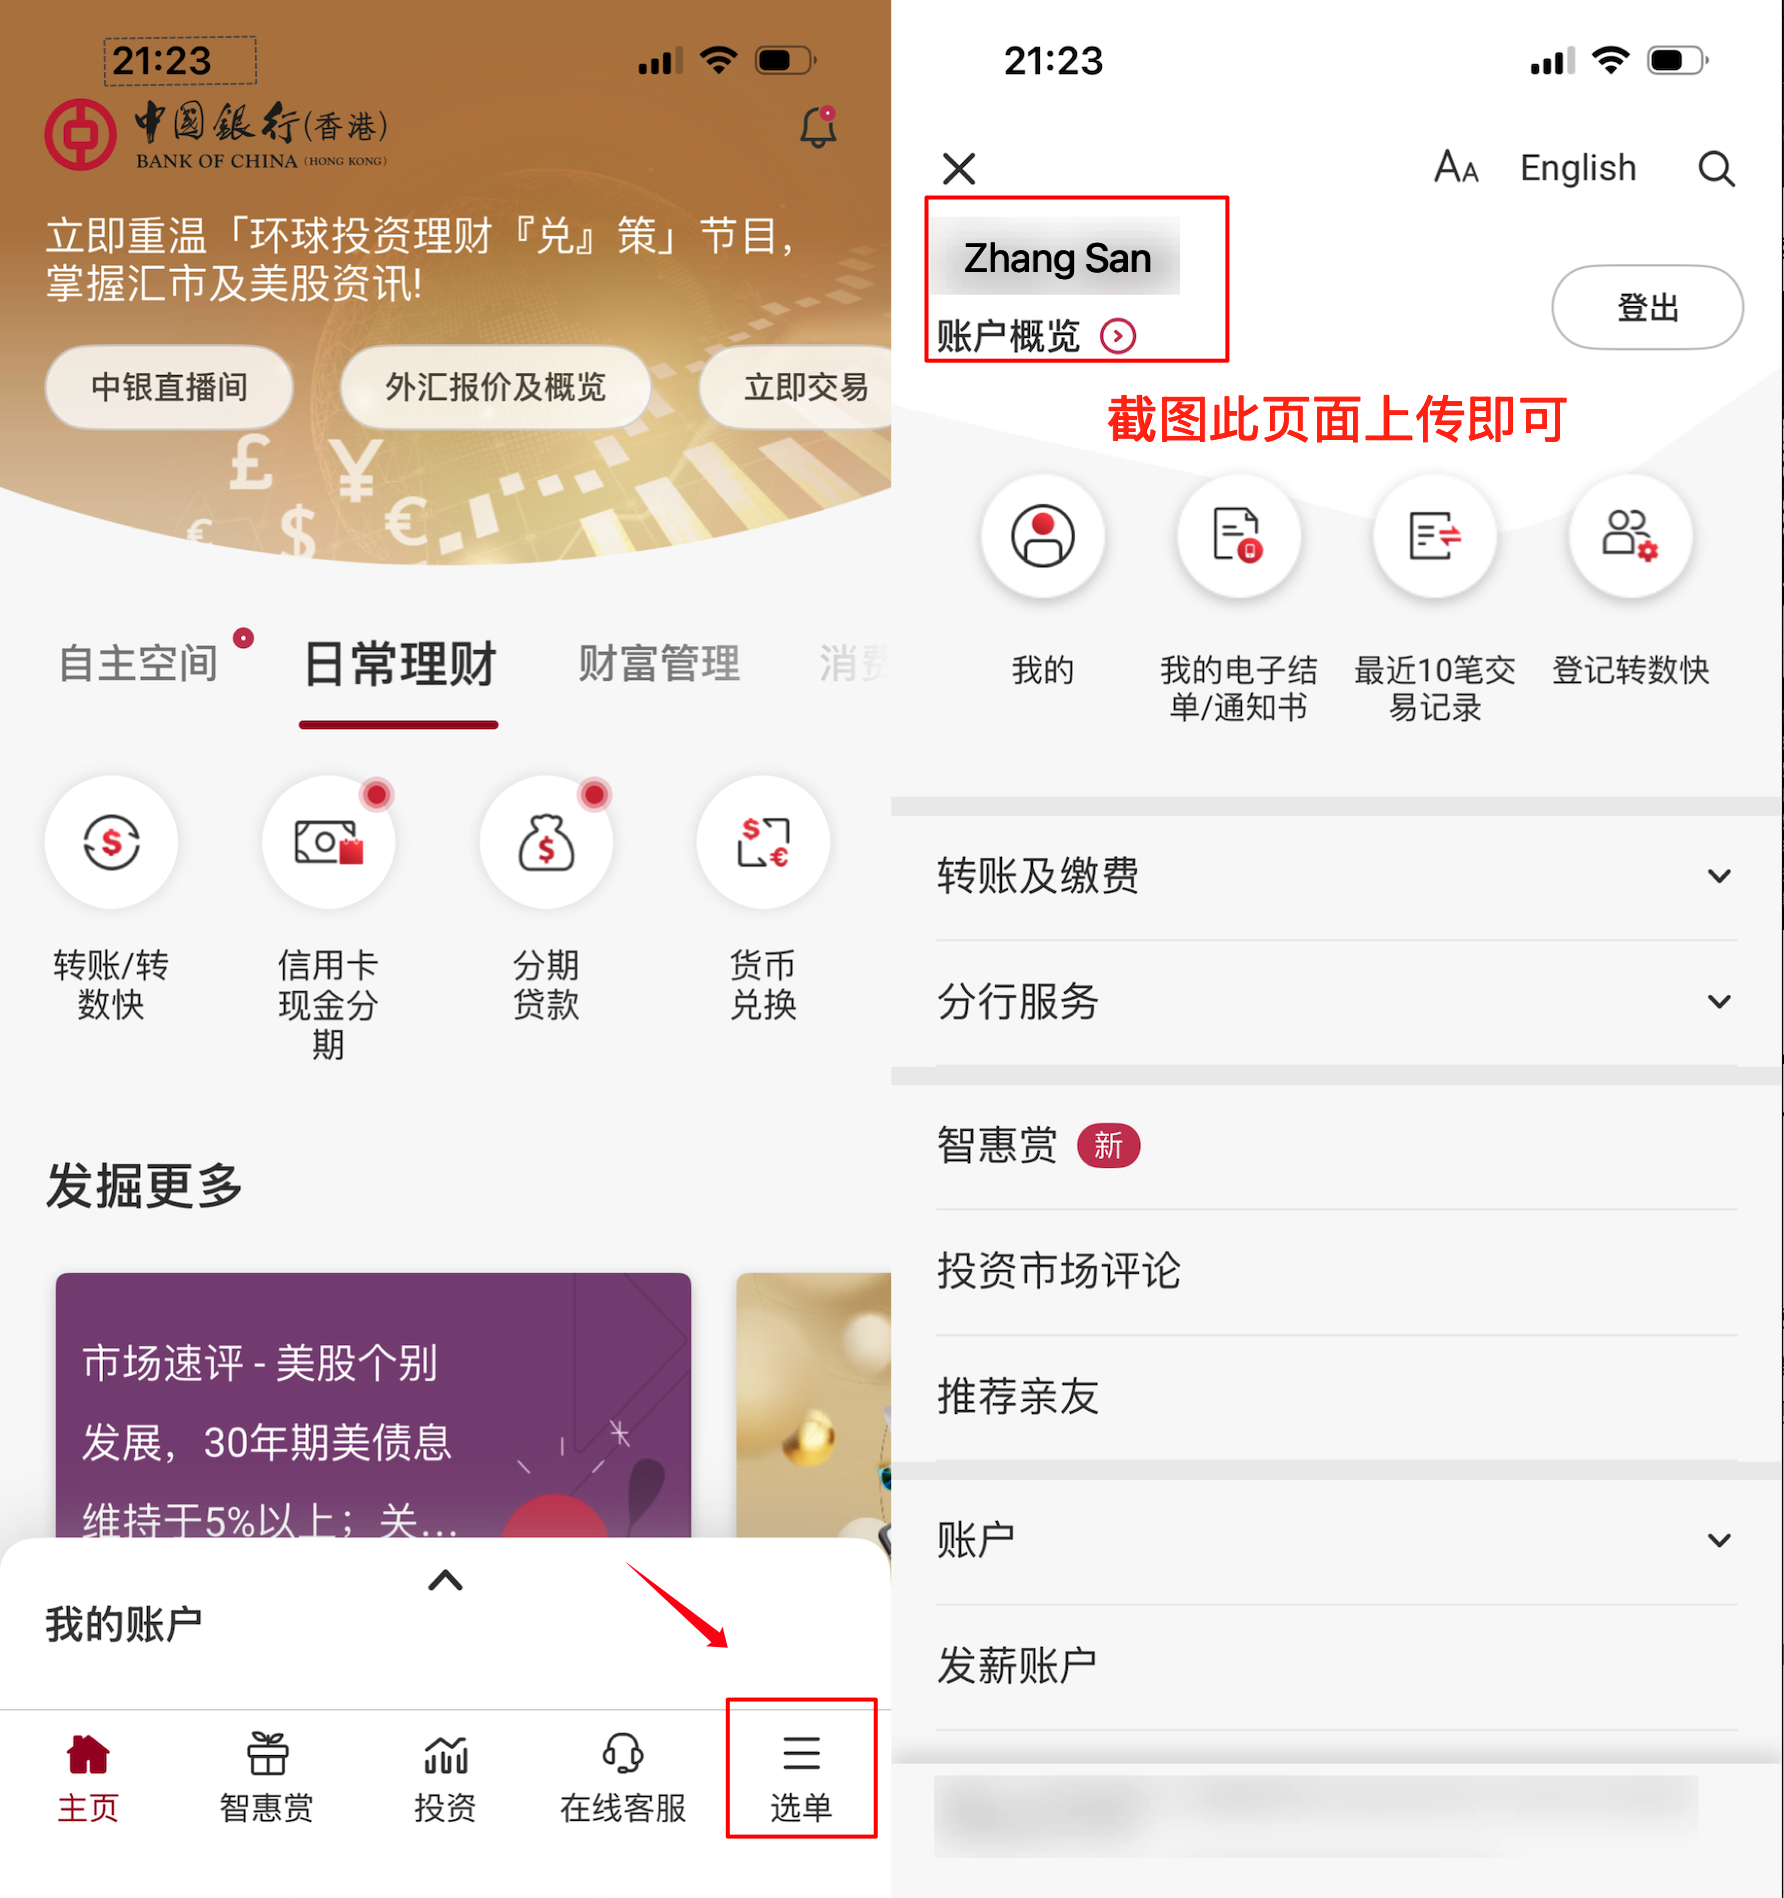 21:23
中國銀行(香港)
BANK OF CHINA (HONG KONG)
立即重温「环球投资理财『兑』策」节目，
掌握汇市及美股资讯!
中银直播间
外汇报价及概览
立即交易
£
¥
€
$
€
自主空间
日常理财
财富管理
消费
转账/转
数快
信用卡
现金分
期
分期
贷款
货币
兑换
发掘更多
市场速评 - 美股个别
发展，30年期美债息
维持于5%以上；关...
我的账户
主页
智惠赏
投资
在线客服
选单
21:23
AA
English
Zhang San
账户概览
登出
截图此页面上传即可
我的
我的电子结
单/通知书
最近10笔交
易记录
登记转数快
转账及缴费
分行服务
智惠赏 新
投资市场评论
推荐亲友
账户
发薪账户